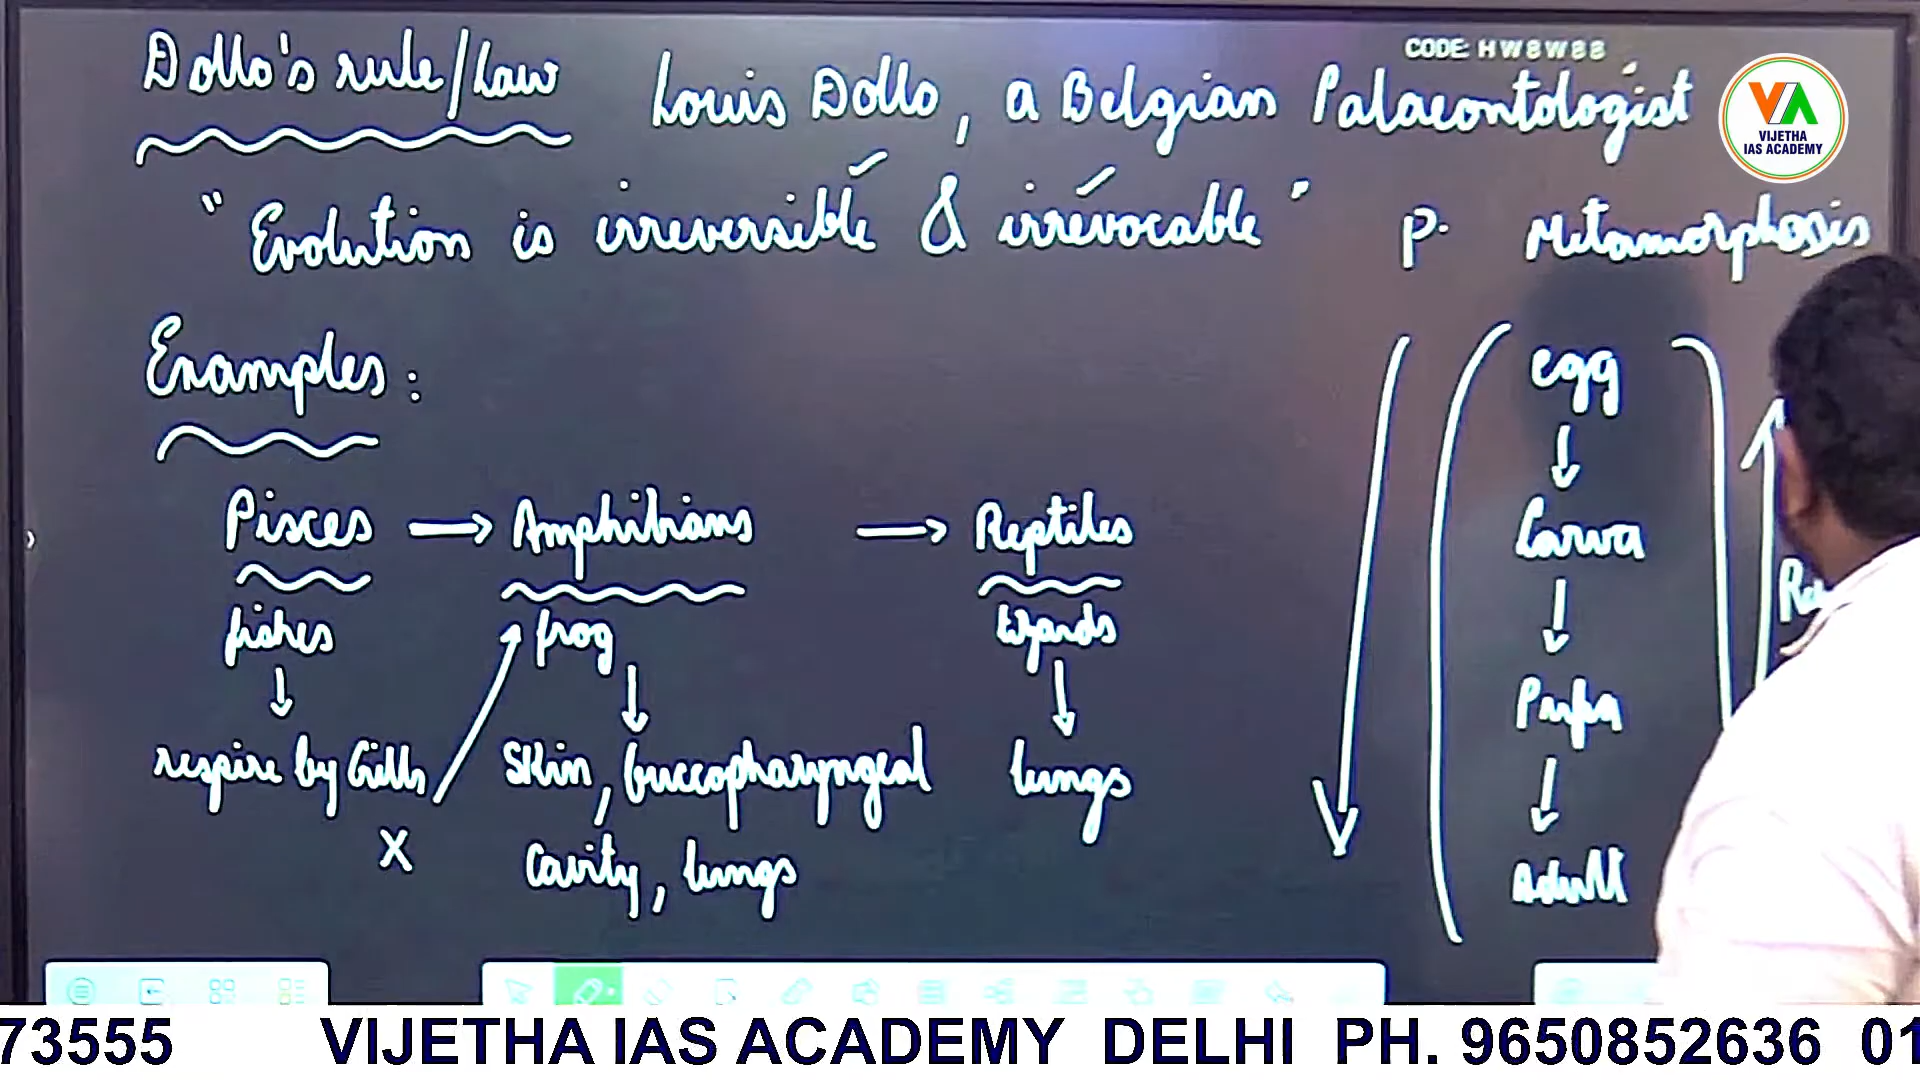 CODE: HW8W88
Dollo's rule/Law Louis Dollo, a Belgian Palaeontologist
VA
VIJETHA
IAS ACADEMY
"Evolution is irreversible & irrevocable" P. Metamorphosis
Examples:
Pisces → Amphibians → Reptiles
fishes frog lizards
↓ ↓ ↓
respire by Gills Skin, buccopharyngeal lungs
X cavity, lungs
egg
↓
Larva
↓
Pupa
↓
Adult
73555 VIJETHA IAS ACADEMY DELHI PH. 9650852636 01